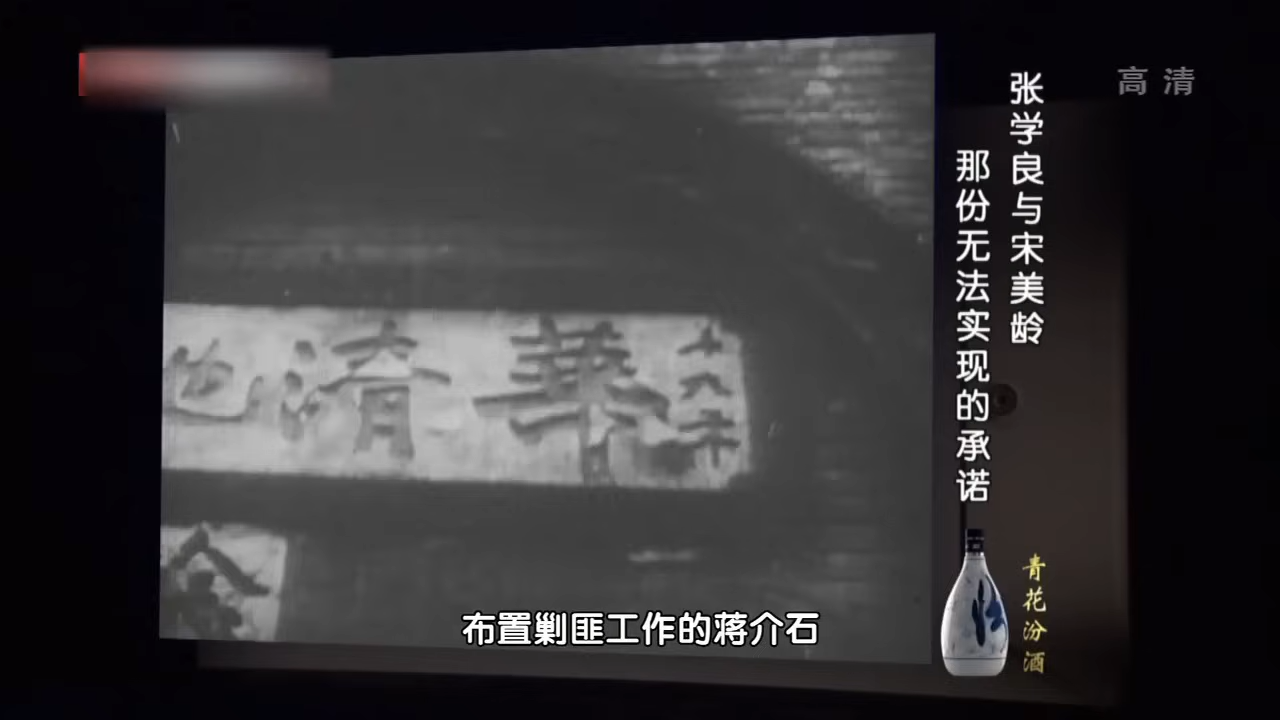 高清
张学良与宋美龄
那份无法实现的承诺
華清池
布置剿匪工作的蒋介石
青花汾酒